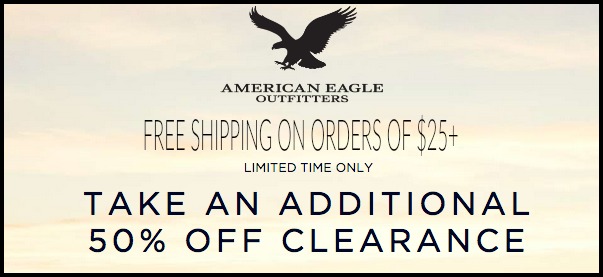 AMERICAN EAGLE
OUTFITTERS
FREE SHIPPING ON ORDERS OF $25+
LIMITED TIME ONLY
TAKE AN ADDITIONAL
50% OFF CLEARANCE